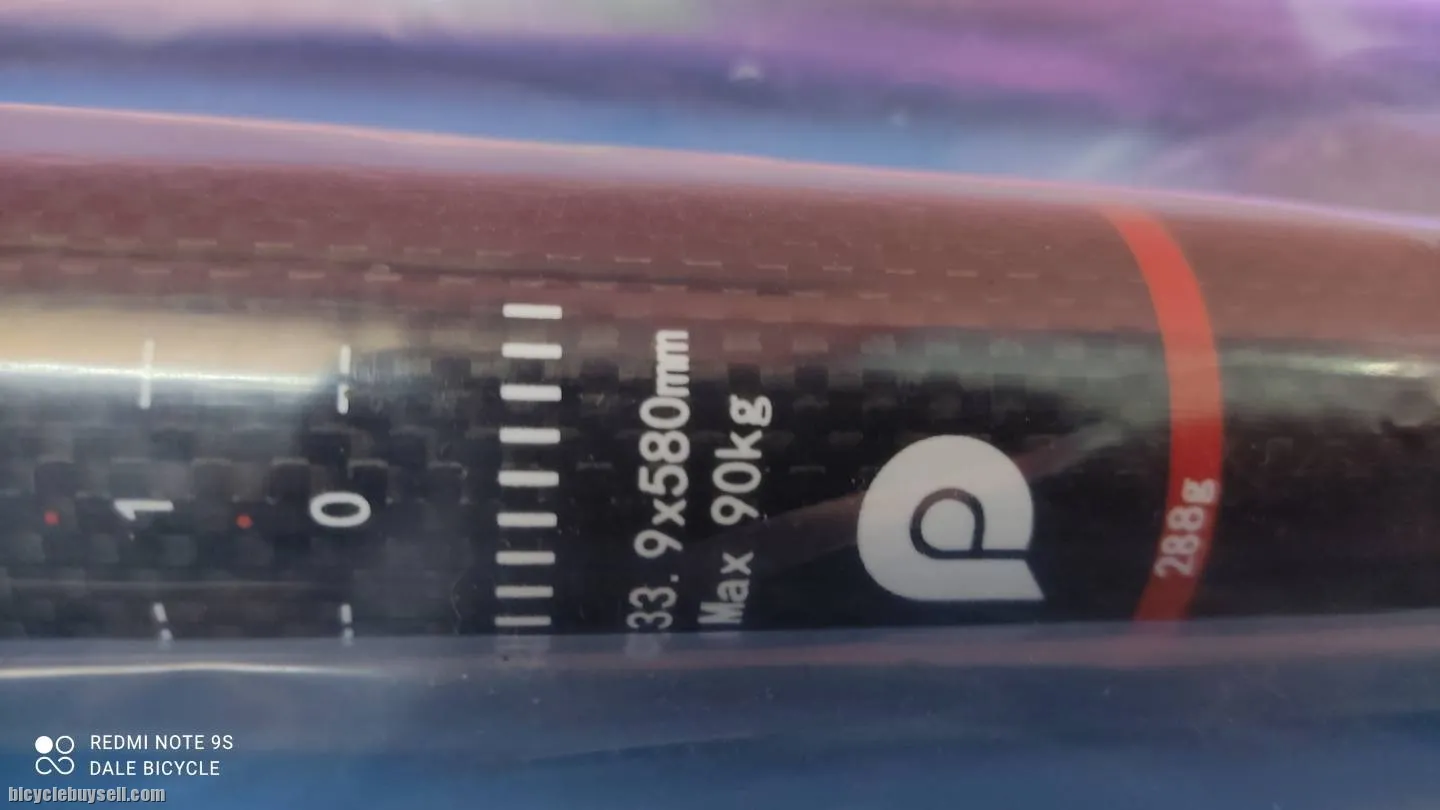 1
0
33.9x580mm
Max 90kg
288g
REDMI NOTE 9S
DALE BICYCLE
bicyclebuysell.com